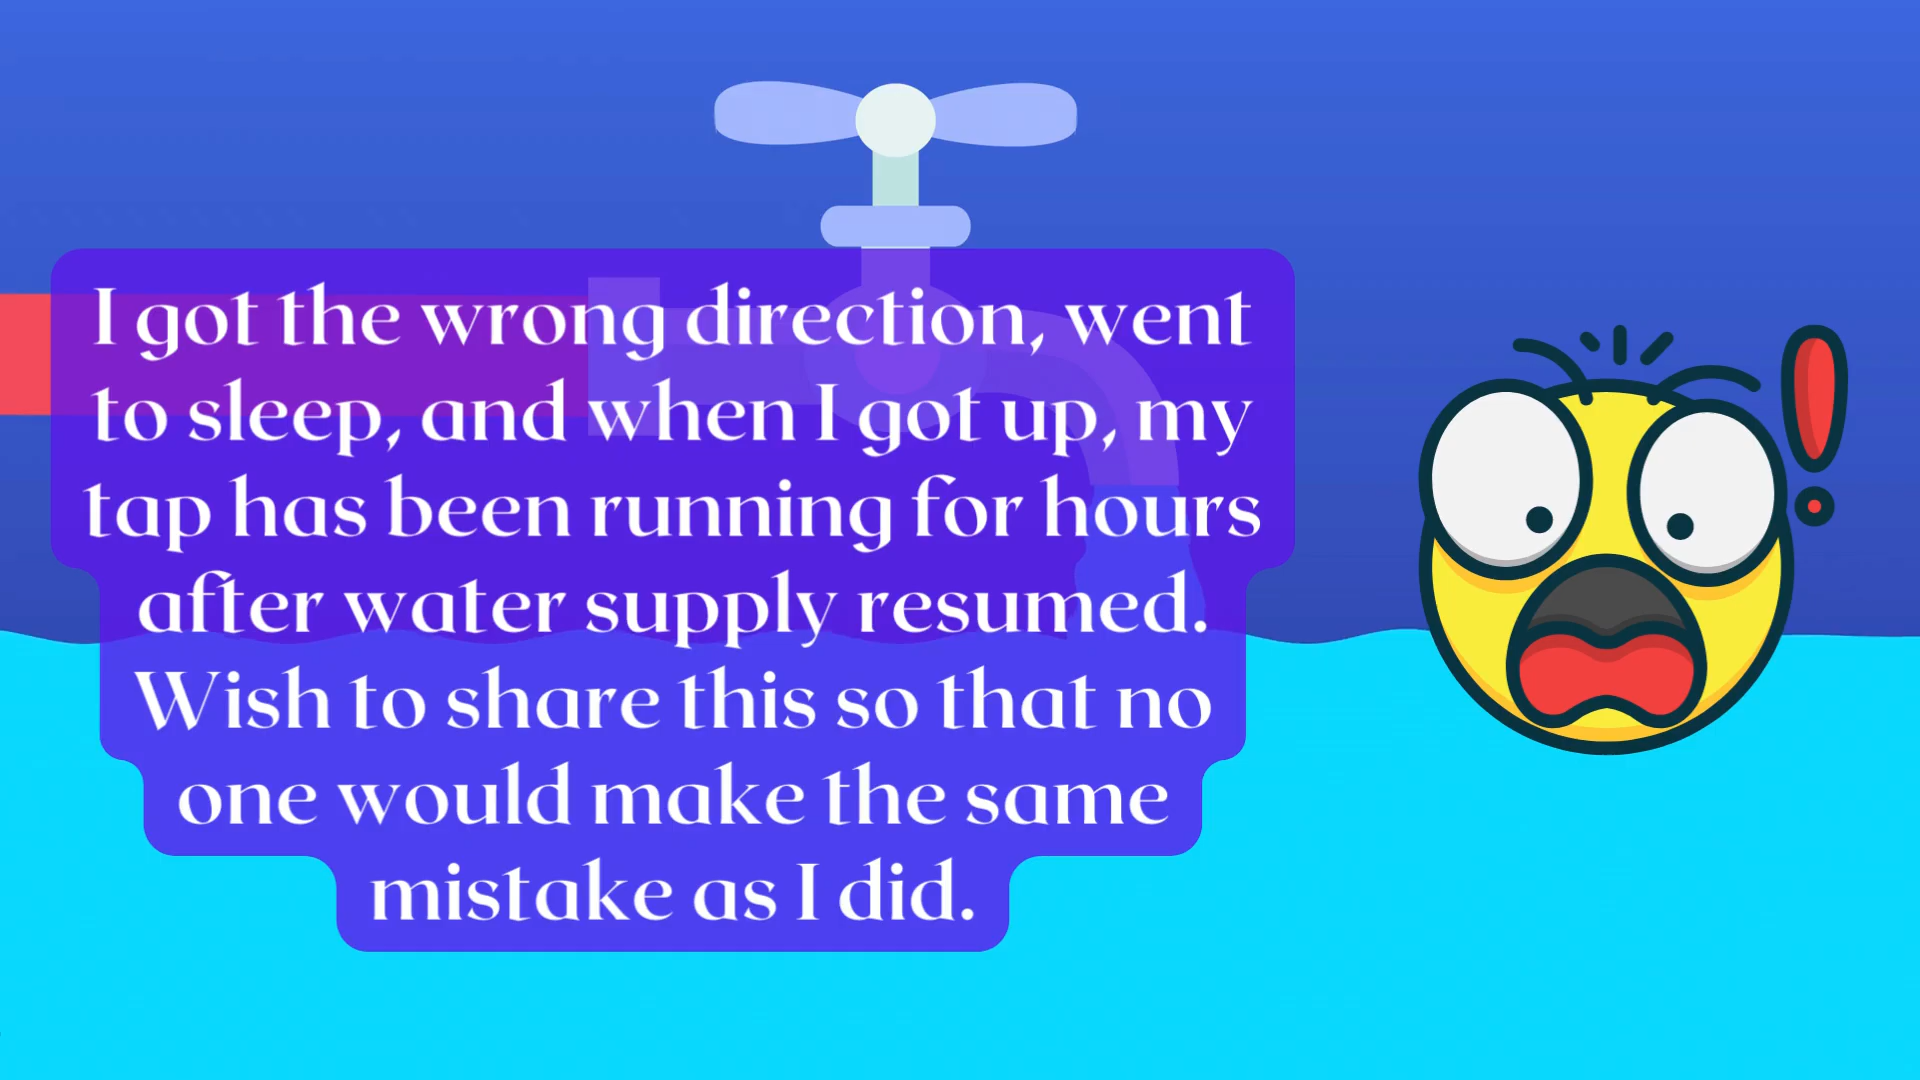 I got the wrong direction, went
to sleep, and when I got up, my
tap has been running for hours
after water supply resumed.
Wish to share this so that no
one would make the same
mistake as I did.